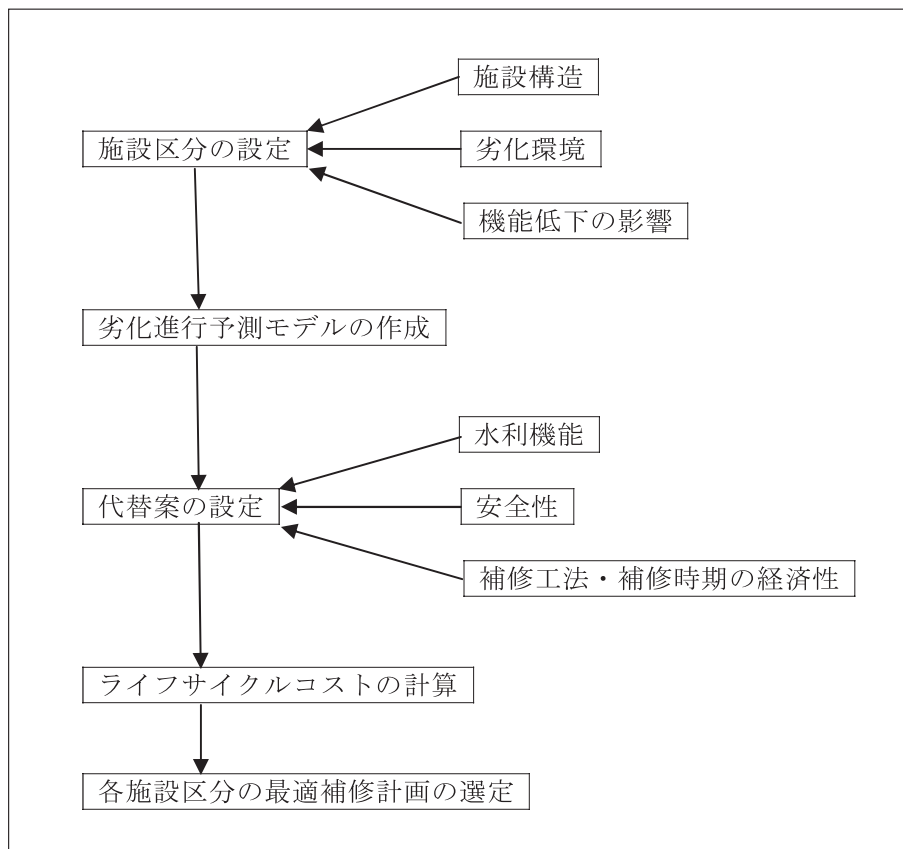 施設構造
施設区分の設定
劣化環境
機能低下の影響
劣化進行予測モデルの作成
水利機能
代替案の設定
安全性
補修工法・補修時期の経済性
ライフサイクルコストの計算
各施設区分の最適補修計画の選定